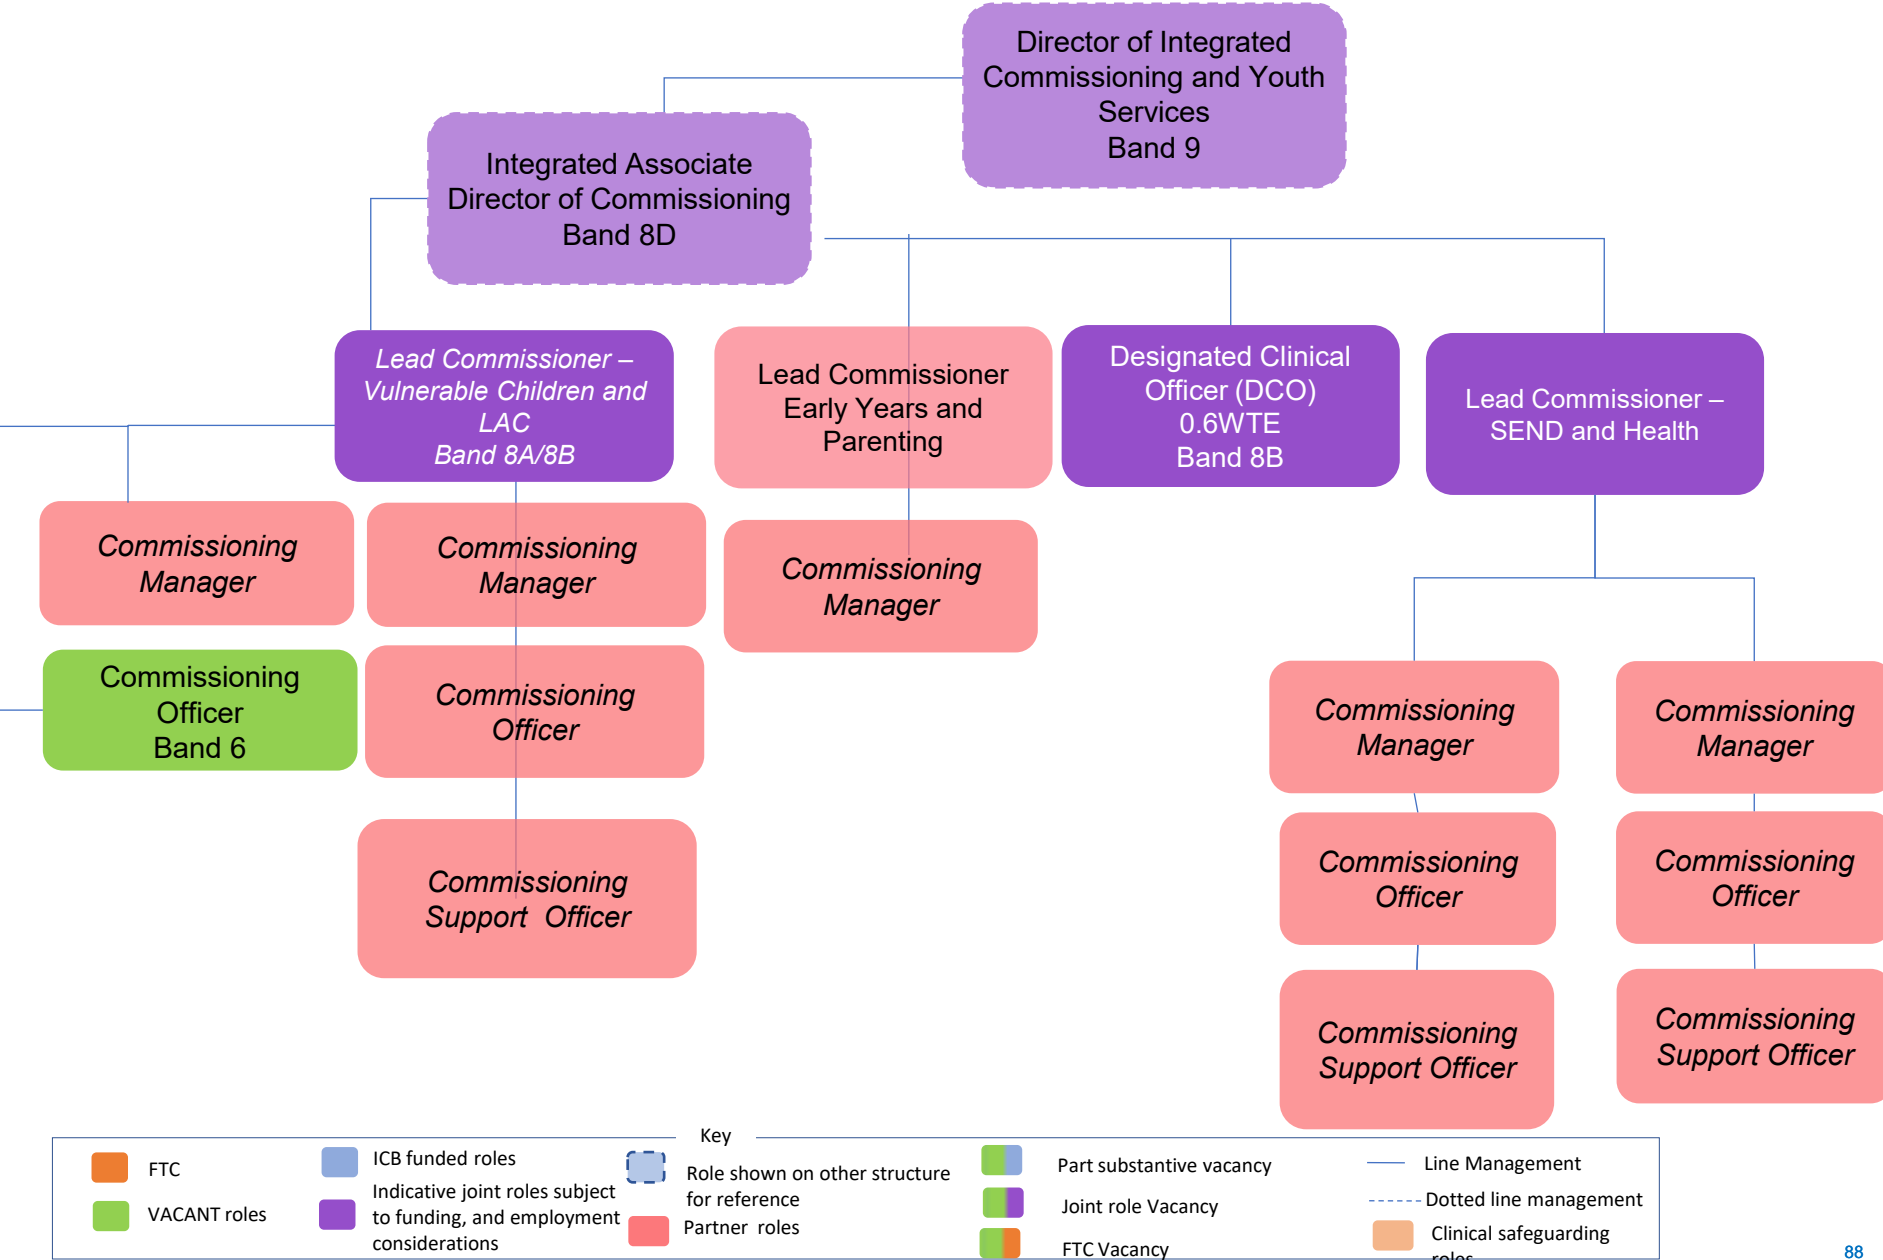 Director of Integrated
Commissioning and Youth
Services
Band 9
Integrated Associate
Director of Commissioning
Band 8D
Lead Commissioner –
Vulnerable Children and
LAC
Band 8A/8B
Lead Commissioner
Early Years and
Parenting
Designated Clinical
Officer (DCO)
0.6WTE
Band 8B
Lead Commissioner –
SEND and Health
Commissioning
Manager
Commissioning
Manager
Commissioning
Manager
Commissioning
Officer
Band 6
Commissioning
Officer
Commissioning
Manager
Commissioning
Manager
Commissioning
Support Officer
Commissioning
Officer
Commissioning
Officer
Commissioning
Support Officer
Commissioning
Support Officer
Key
FTC
VACANT roles
ICB funded roles
Indicative joint roles subject
to funding, and employment
considerations
Role shown on other structure
for reference
Partner roles
Part substantive vacancy
Joint role Vacancy
FTC Vacancy
Line Management
Dotted line management
Clinical safeguarding
roles
88